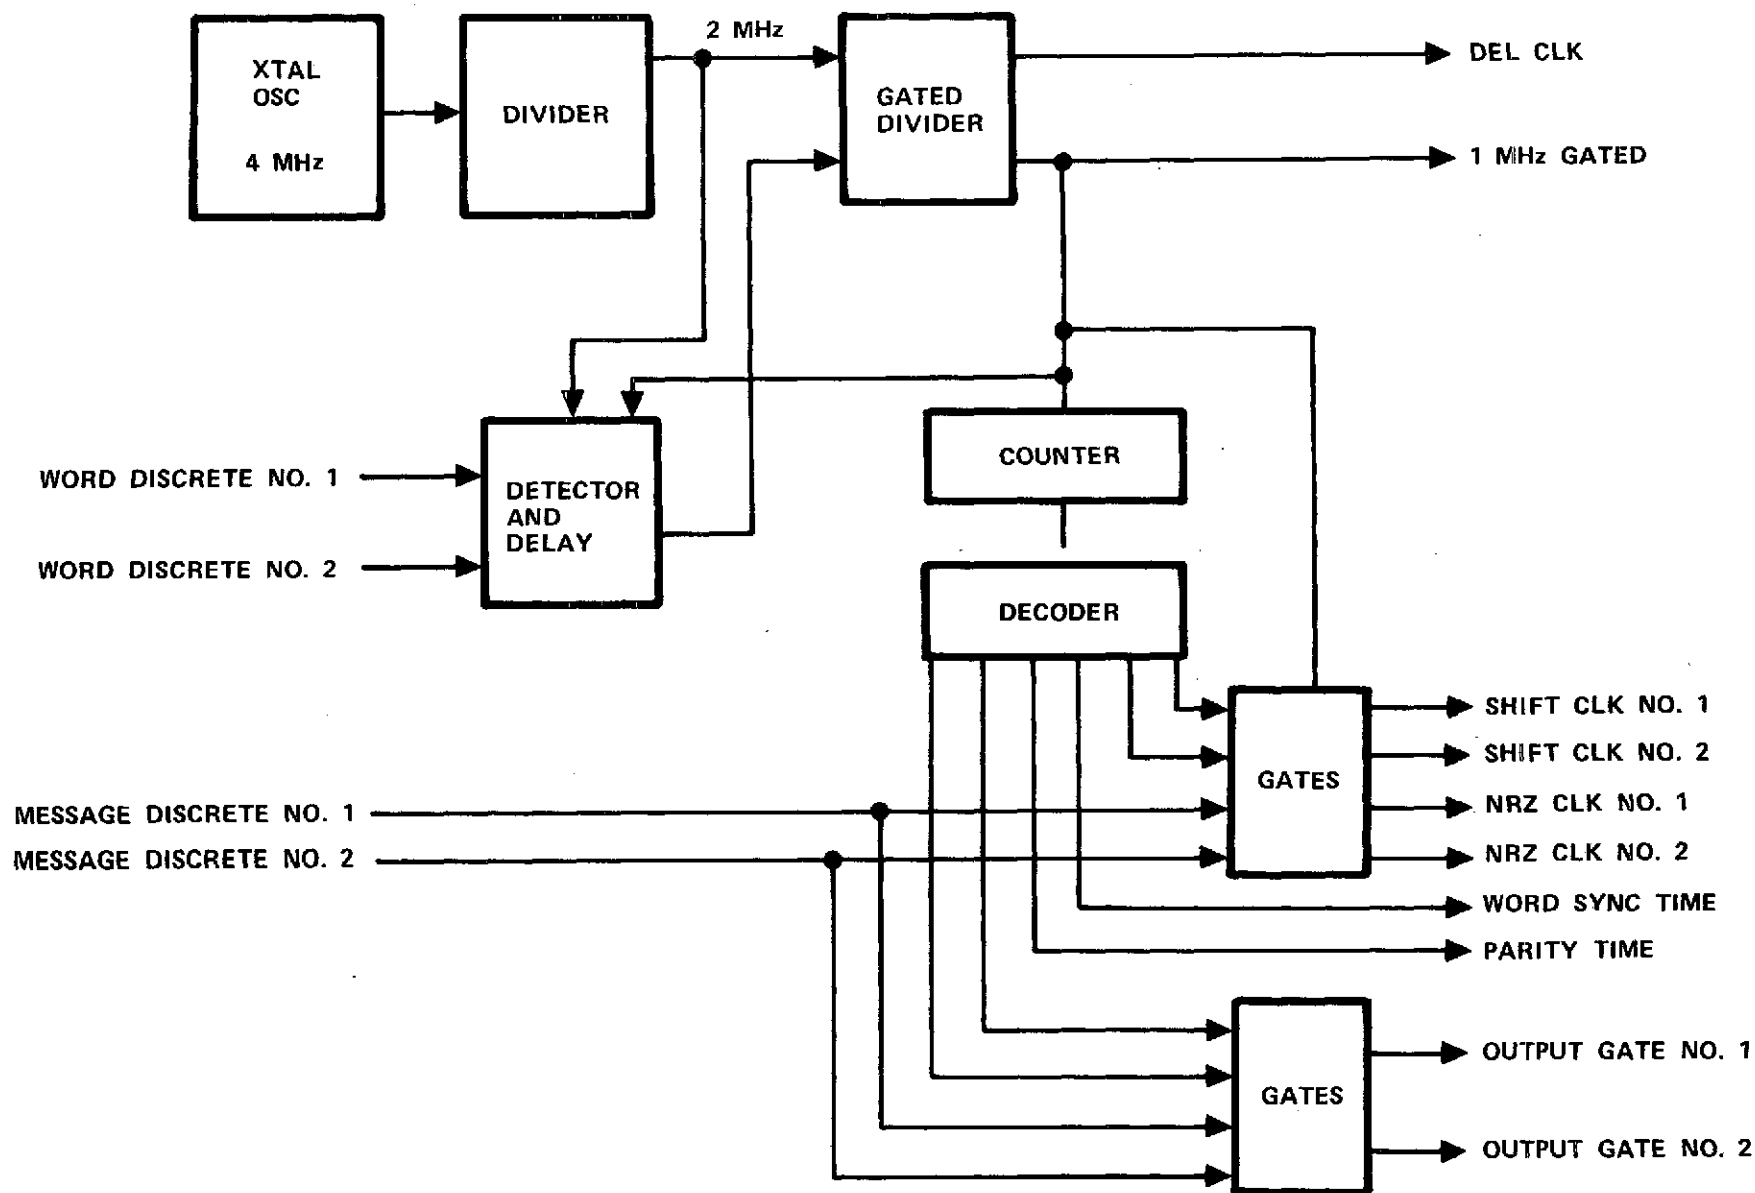 XTAL
OSC
4 MHz
DIVIDER
2 MHz
GATED
DIVIDER
DEL CLK
1 MHz GATED
WORD DISCRETE NO. 1
WORD DISCRETE NO. 2
DETECTOR
AND
DELAY
COUNTER
DECODER
MESSAGE DISCRETE NO. 1
MESSAGE DISCRETE NO. 2
GATES
SHIFT CLK NO. 1
SHIFT CLK NO. 2
NRZ CLK NO. 1
NRZ CLK NO. 2
WORD SYNC TIME
PARITY TIME
GATES
OUTPUT GATE NO. 1
OUTPUT GATE NO. 2